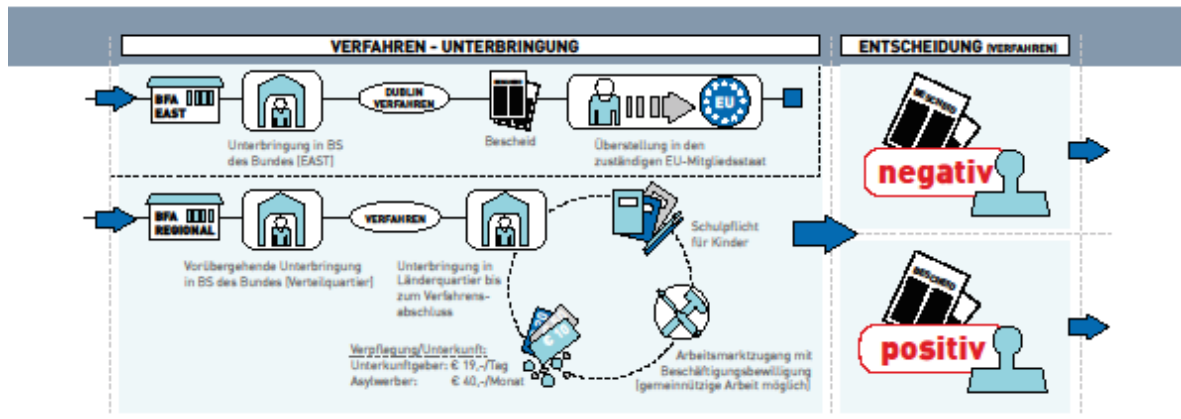 VERFAHREN - UNTERBRINGUNG
ENTSCHEIDUNG (VERFAHREN)
BFA
EAST
DUBLIN
VERFAHREN
EU
Unterbringung in BS
des Bundes (EAST)
Bescheid
Überstellung in den
zuständigen EU-Mitgliedsstaat
BESCHEID
negativ
BFA
REGIONAL
VERFAHREN
Schulpflicht
für Kinder
Vorübergehende Unterbringung
in BS des Bundes (Verteilquartier)
Unterbringung in
Länderquartier bis
zum Verfahrens-
abschluss
€ 10
Verpflegung/Unterkunft:
Unterkunftgeber: € 19,-/Tag
Asylwerber: € 40,-/Monat
Arbeitsmarktzugang mit
Beschäftigungsbewilligung
(gemeinnützige Arbeit möglich)
BESCHEID
positiv